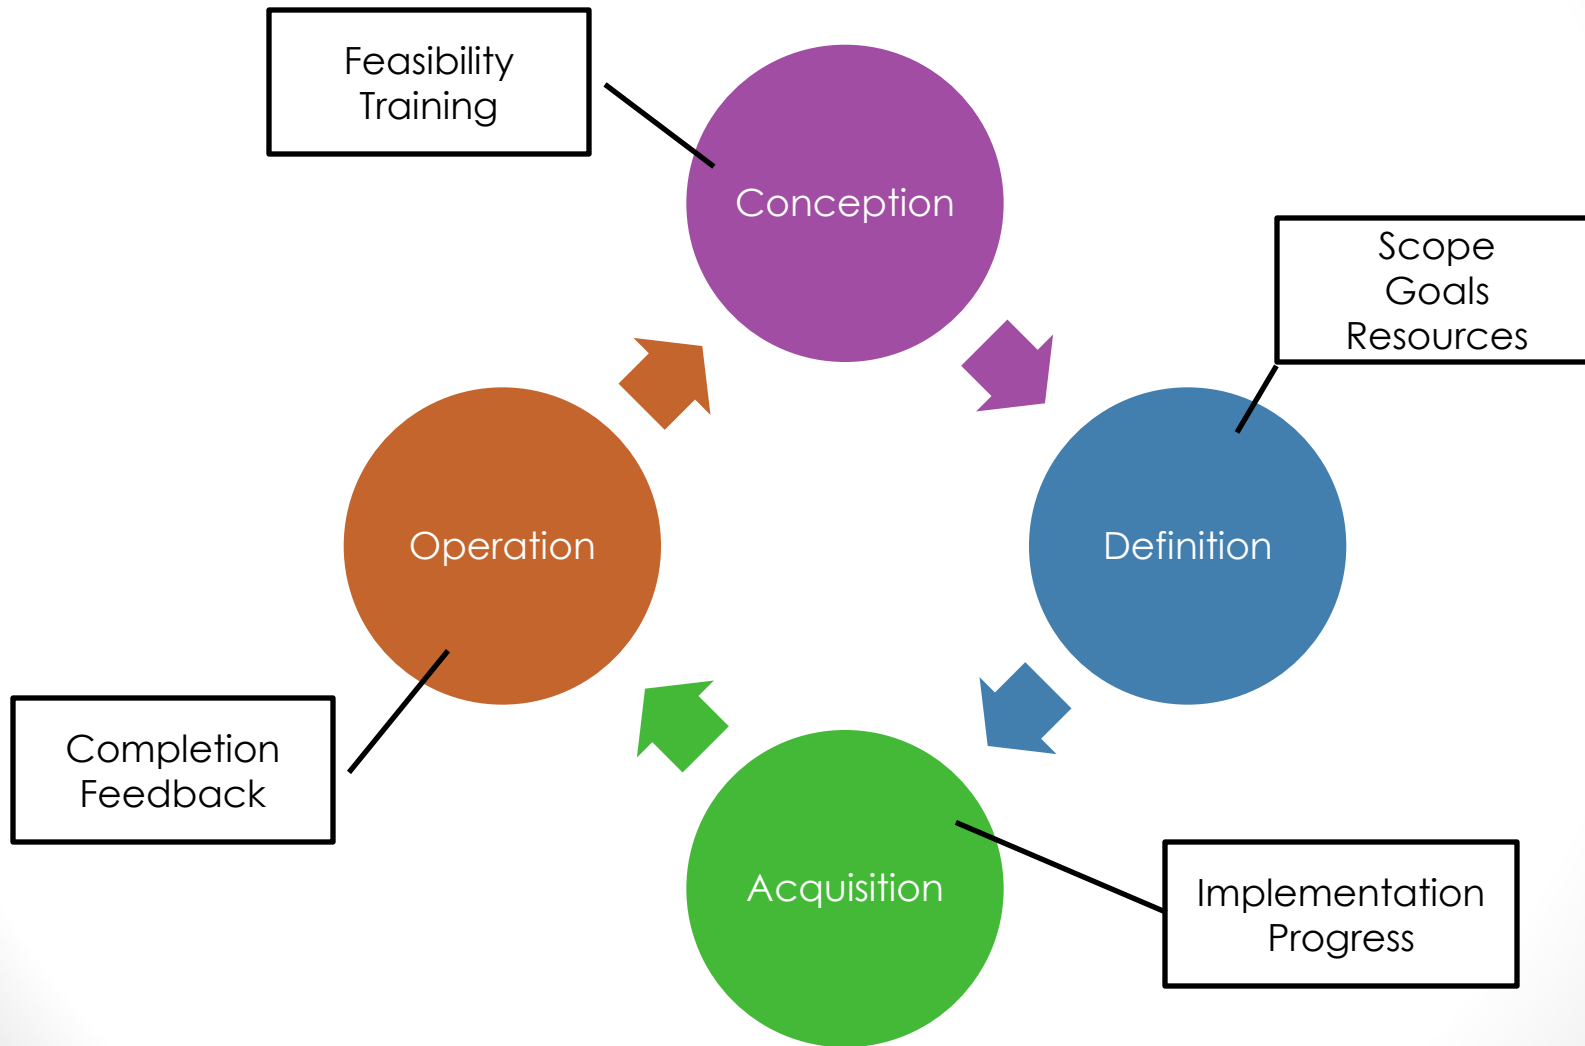 Feasibility
Training
Conception
Scope
Goals
Resources
Operation
Definition
Completion
Feedback
Acquisition
Implementation
Progress